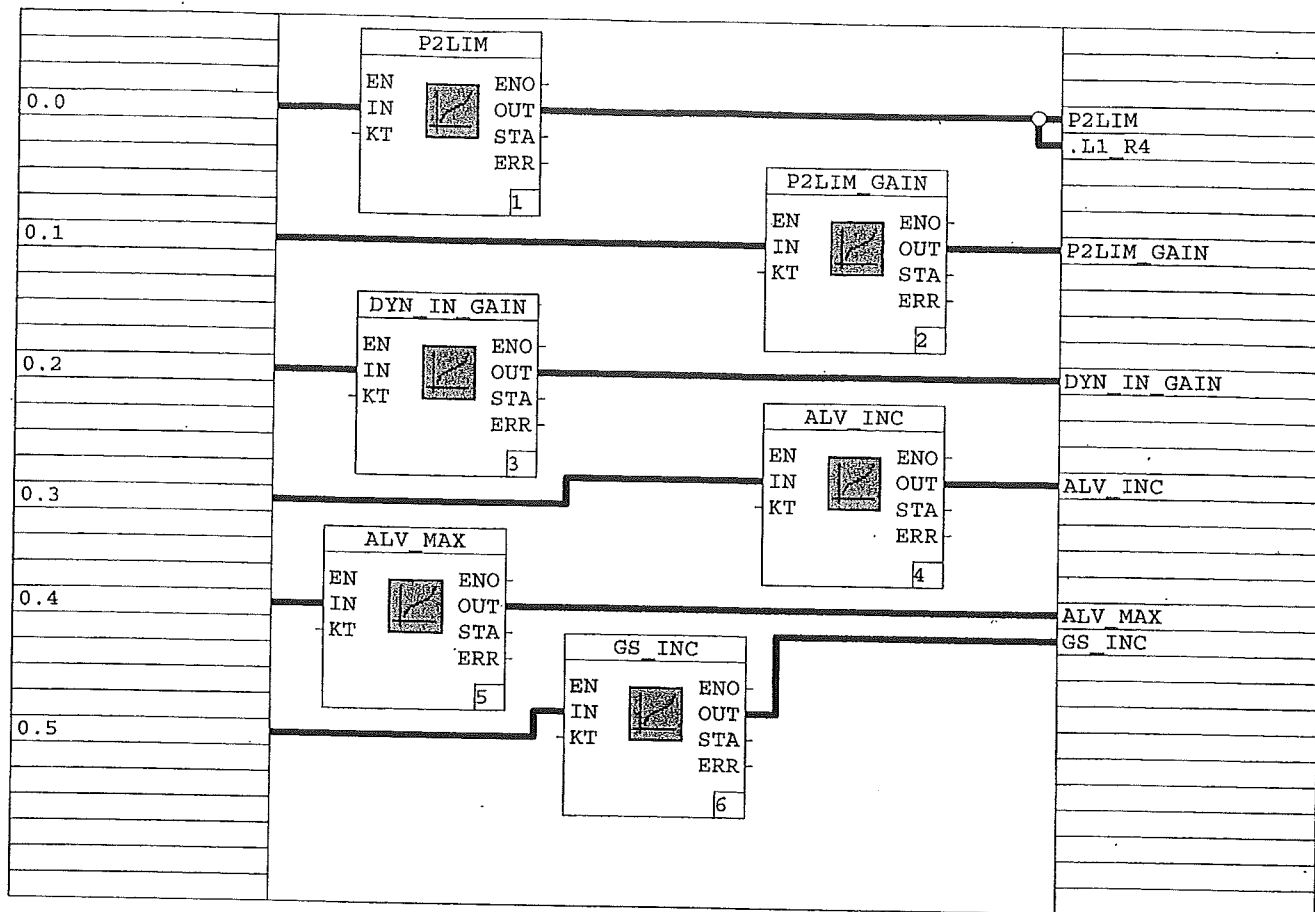 P2LIM
EN ENO
0.0
IN OUT
KT STA
ERR
1
P2LIM
.L1_R4
P2LIM_GAIN
EN ENO
0.1
IN OUT
KT STA
ERR
2
P2LIM_GAIN
DYN_IN_GAIN
EN ENO
0.2
IN OUT
KT STA
ERR
3
DYN_IN_GAIN
ALV_INC
EN ENO
0.3
IN OUT
KT STA
ERR
4
ALV_INC
ALV_MAX
EN ENO
0.4
IN OUT
KT STA
ERR
5
ALV_MAX
GS_INC
GS_INC
EN ENO
0.5
IN OUT
KT STA
ERR
6